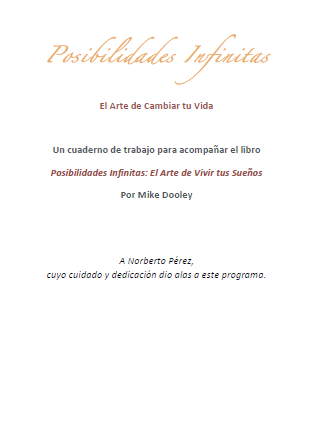 Posibilidades Infinitas
El Arte de Cambiar tu Vida
Un cuaderno de trabajo para acompañar el libro
Posibilidades Infinitas: El Arte de Vivir tus Sueños
Por Mike Dooley
A Norberto Pérez,
cuyo cuidado y dedicación dio alas a este programa.